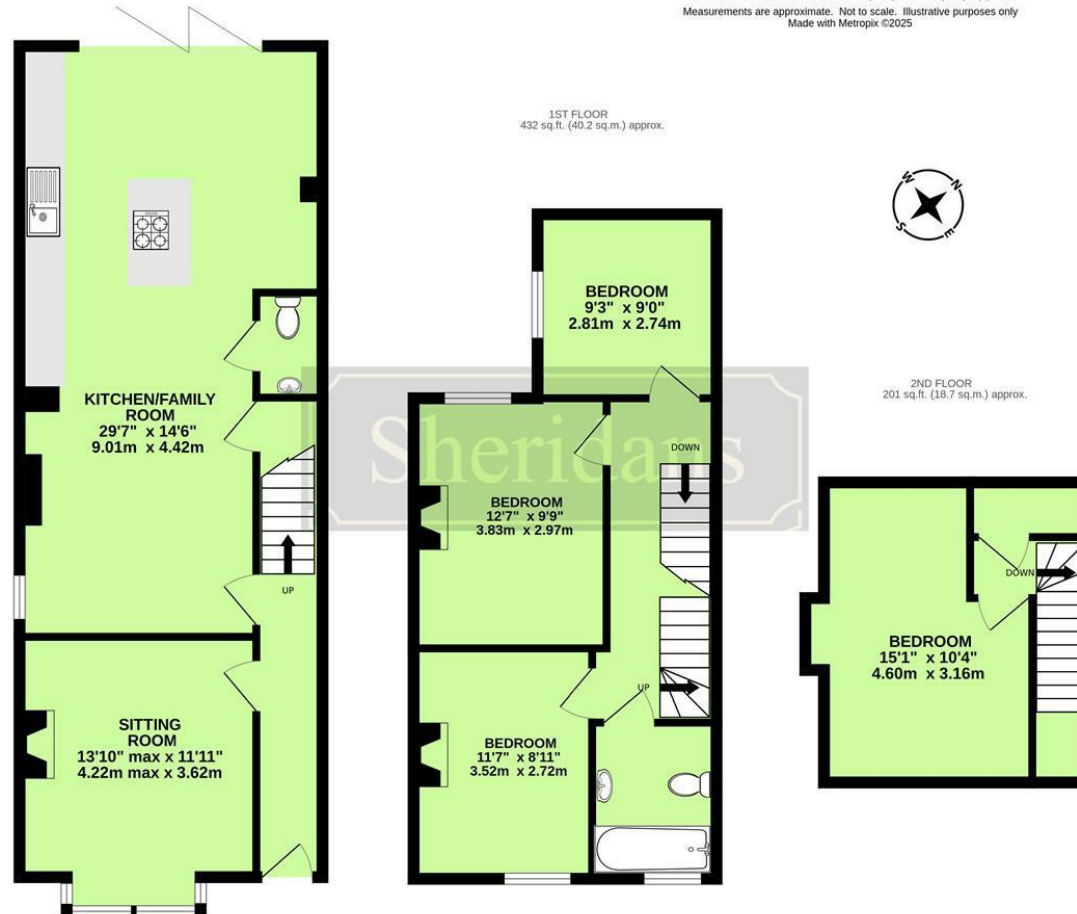 Measurements are approximate. Not to scale. Illustrative purposes only
Made with Metropix ©2025
1ST FLOOR
432 sq.ft. (40.2 sq.m.) approx.
W
N
S
E
BEDROOM
9'3" x 9'0"
2.81m x 2.74m
2ND FLOOR
201 sq.ft. (18.7 sq.m.) approx.
KITCHEN/FAMILY
ROOM
29'7" x 14'6"
9.01m x 4.42m
Sheridans
DOWN
BEDROOM
12'7" x 9'9"
3.83m x 2.97m
UP
DOWN
BEDROOM
15'1" x 10'4"
4.60m x 3.16m
UP
SITTING
ROOM
13'10" max x 11'11"
4.22m max x 3.62m
BEDROOM
11'7" x 8'11"
3.52m x 2.72m